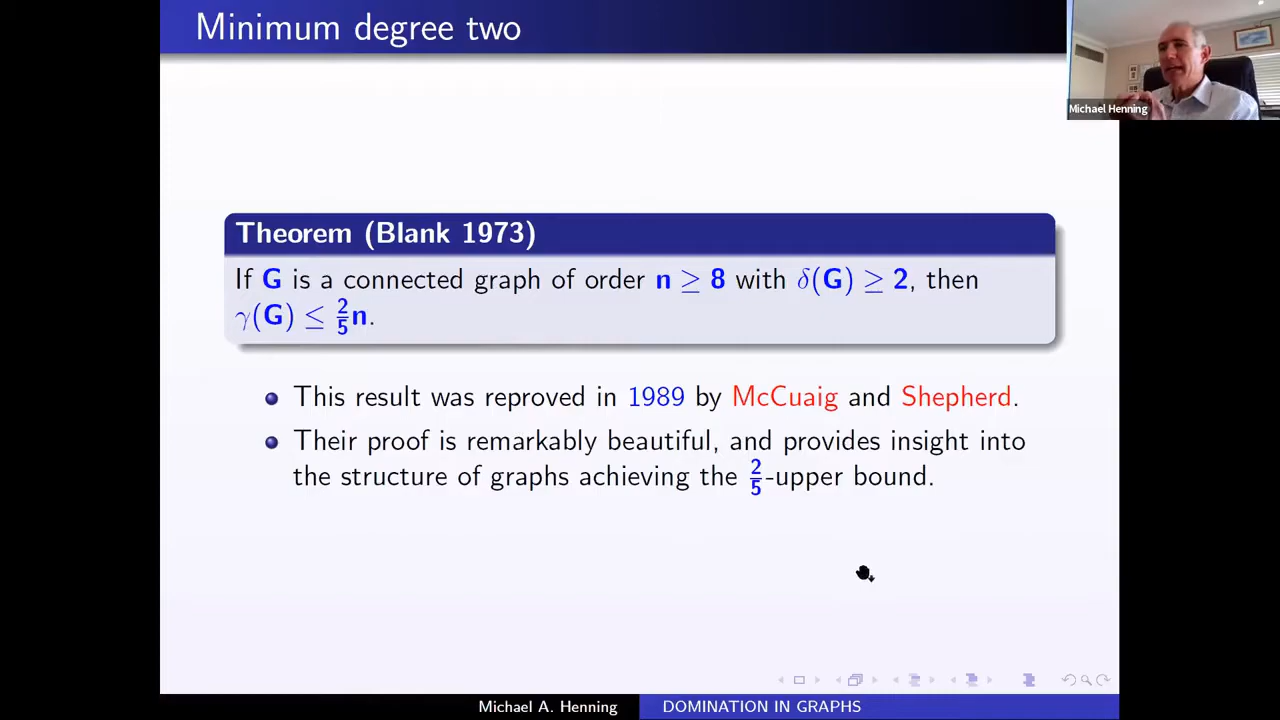 Minimum degree two
Michael Henning
Theorem (Blank 1973)
If G is a connected graph of order n ≥ 8 with δ(G) ≥ 2, then
γ(G) ≤ 2/5n.
This result was reproved in 1989 by McCuaig and Shepherd.
Their proof is remarkably beautiful, and provides insight into
the structure of graphs achieving the 2/5-upper bound.
Michael A. Henning
DOMINATION IN GRAPHS